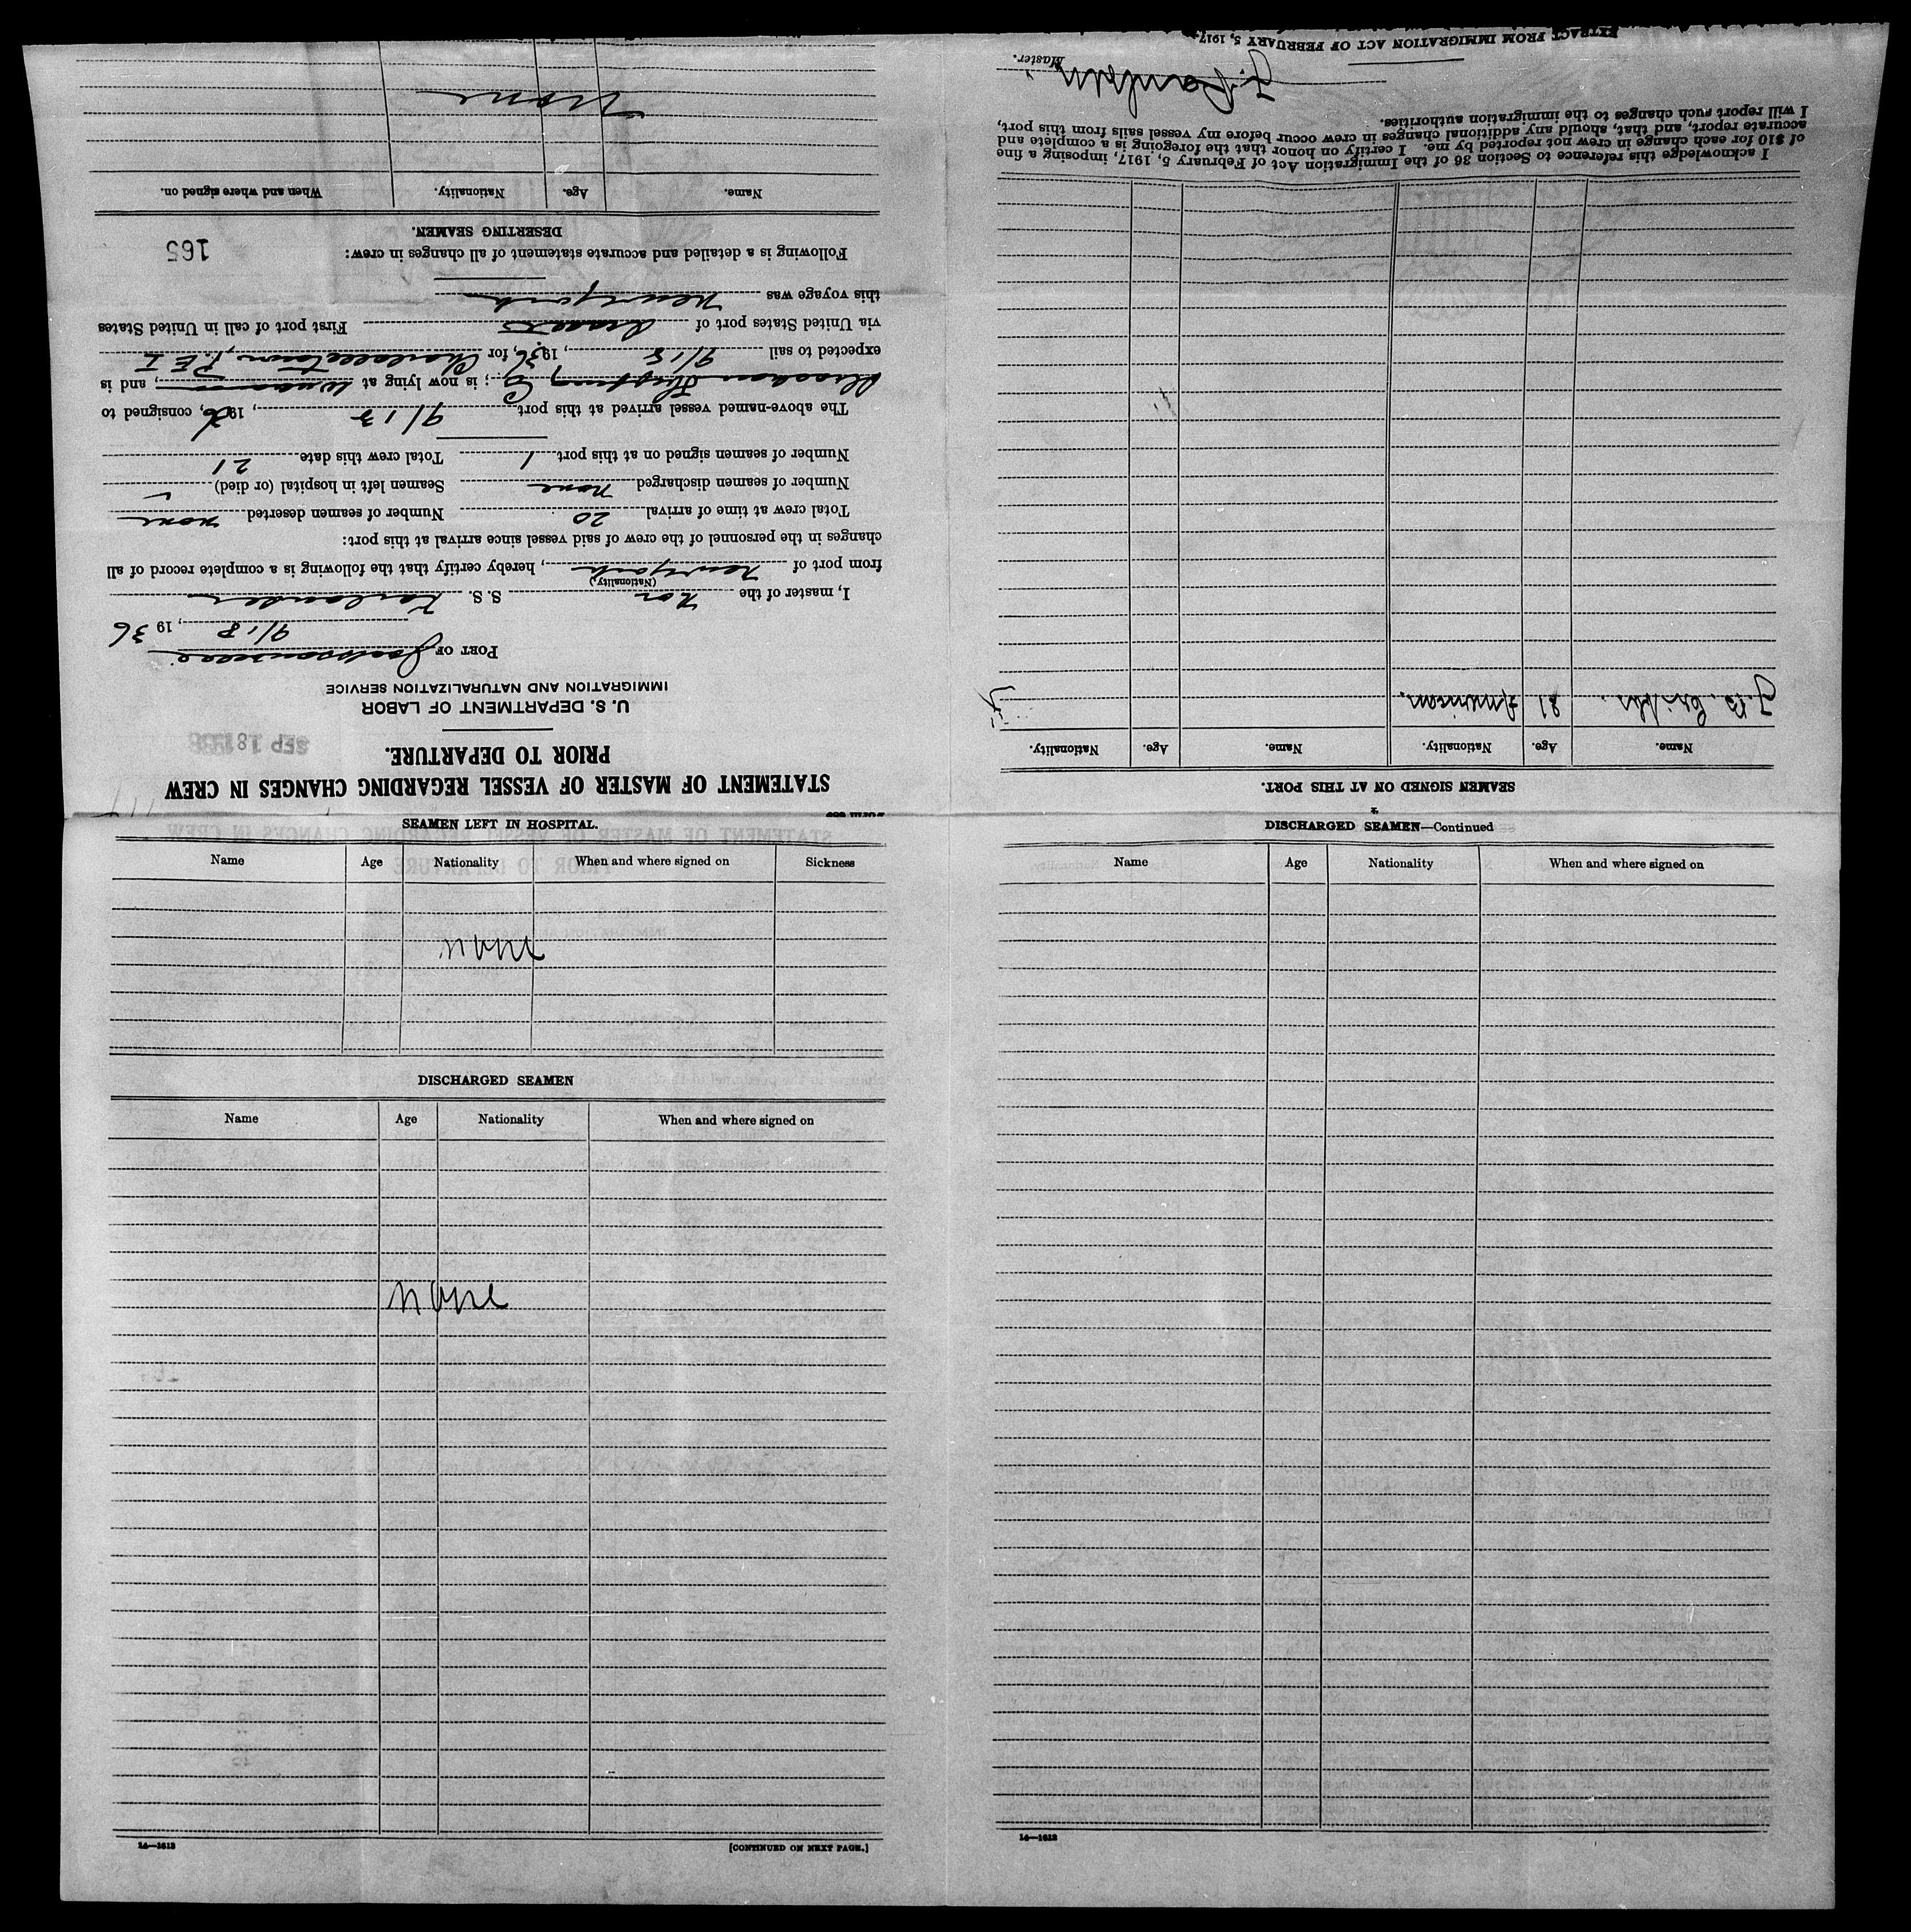 STATEMENT OF MASTER OF VESSEL REGARDING CHANGES IN CREW
PRIOR TO DEPARTURE.
SEP 18 1936
U. S. DEPARTMENT OF LABOR
IMMIGRATION AND NATURALIZATION SERVICE
PORT OF
9/18, 1936
I, master of the Nor S. S.
(Nationality)
from port of New York, hereby certify that the following is a complete record of all
changes in the personnel of the crew of said vessel since arrival at this port:
Total crew at time of arrival 20 Number of seamen deserted none
Number of seamen discharged none Seamen left in hospital (or died)
Number of seamen signed on at this port 1 Total crew this date 21
The above-named vessel arrived at this port 9/15, 1936, consigned to
; is now lying at , and is
expected to sail 9/18, 1936, for Charlottetown, P. E. I
via United States port of First port of call in United States
this voyage was New York
Following is a detailed and accurate statement of all changes in crew:
165
DESERTING SEAMEN.
Name. Age. Nationality. When and where signed on.
None
SEAMEN LEFT IN HOSPITAL.
Name Age Nationality When and where signed on Sickness
None
DISCHARGED SEAMEN
Name Age Nationality When and where signed on
None
14—1613
[CONTINUED ON NEXT PAGE.]
DISCHARGED SEAMEN—Continued
Name Age Nationality When and where signed on
14—1613
SEAMEN SIGNED ON AT THIS PORT.
Name. Age. Nationality. Name. Age. Nationality.
J. B. American.
I acknowledge this reference to Section 36 of the Immigration Act of February 5, 1917, imposing a fine
of $10 for each change in crew not reported by me. I certify on honor that the foregoing is a complete and
accurate report, and that, should any additional changes in crew occur before my vessel sails from this port,
I will report such changes to the immigration authorities.
Master.
EXTRACT FROM IMMIGRATION ACT OF FEBRUARY 5, 1917.